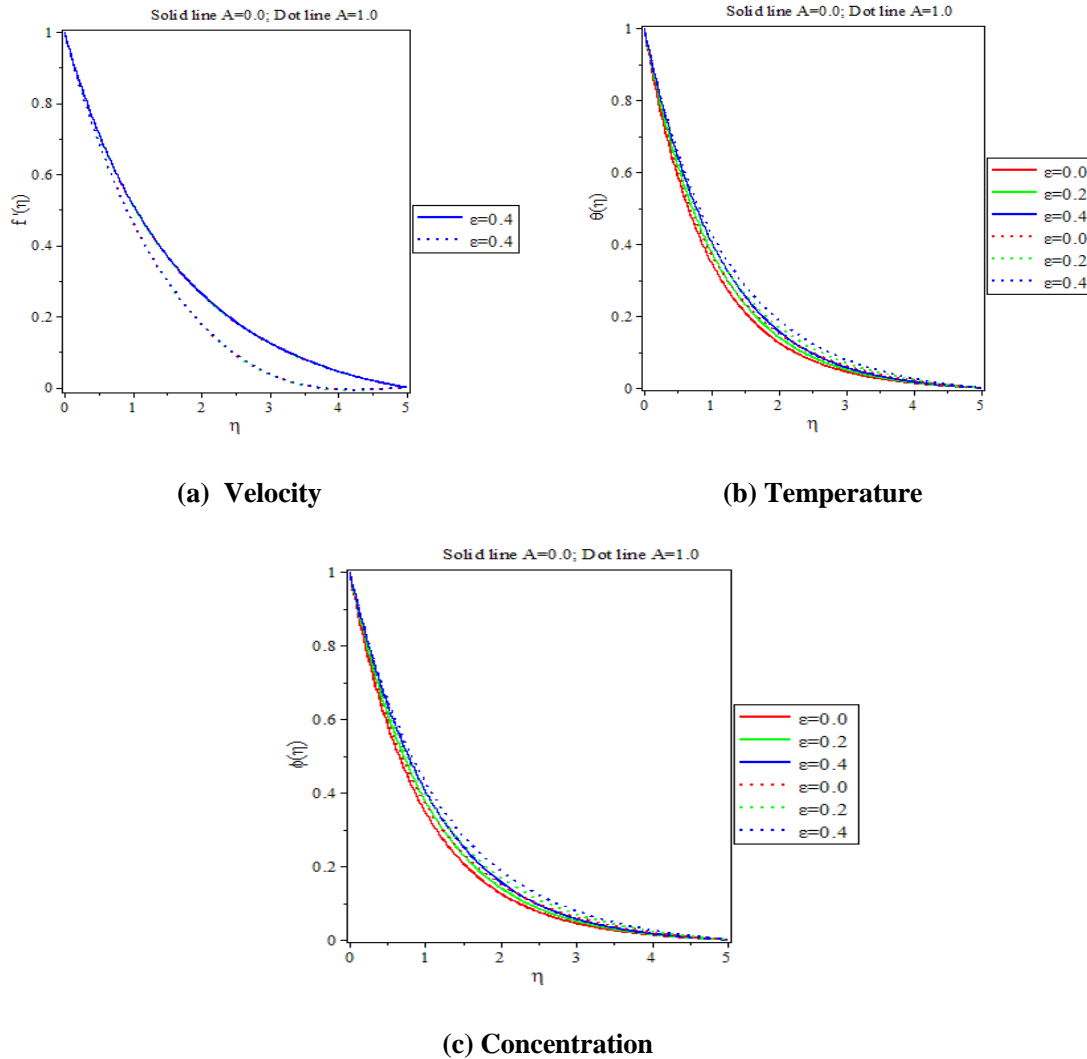 Solid line A=0.0; Dot line A=1.0
1
0.8
0.6
0.4
0.2
0
f '(η)
0 1 2 3 4 5
η
ε=0.4
ε=0.4
(a) Velocity
Solid line A=0.0; Dot line A=1.0
1
0.8
0.6
0.4
0.2
0
θ(η)
0 1 2 3 4 5
η
ε=0.0
ε=0.2
ε=0.4
ε=0.0
ε=0.2
ε=0.4
(b) Temperature
Solid line A=0.0; Dot line A=1.0
1
0.8
0.6
0.4
0.2
0
ϕ(η)
0 1 2 3 4 5
η
ε=0.0
ε=0.2
ε=0.4
ε=0.0
ε=0.2
ε=0.4
(c) Concentration